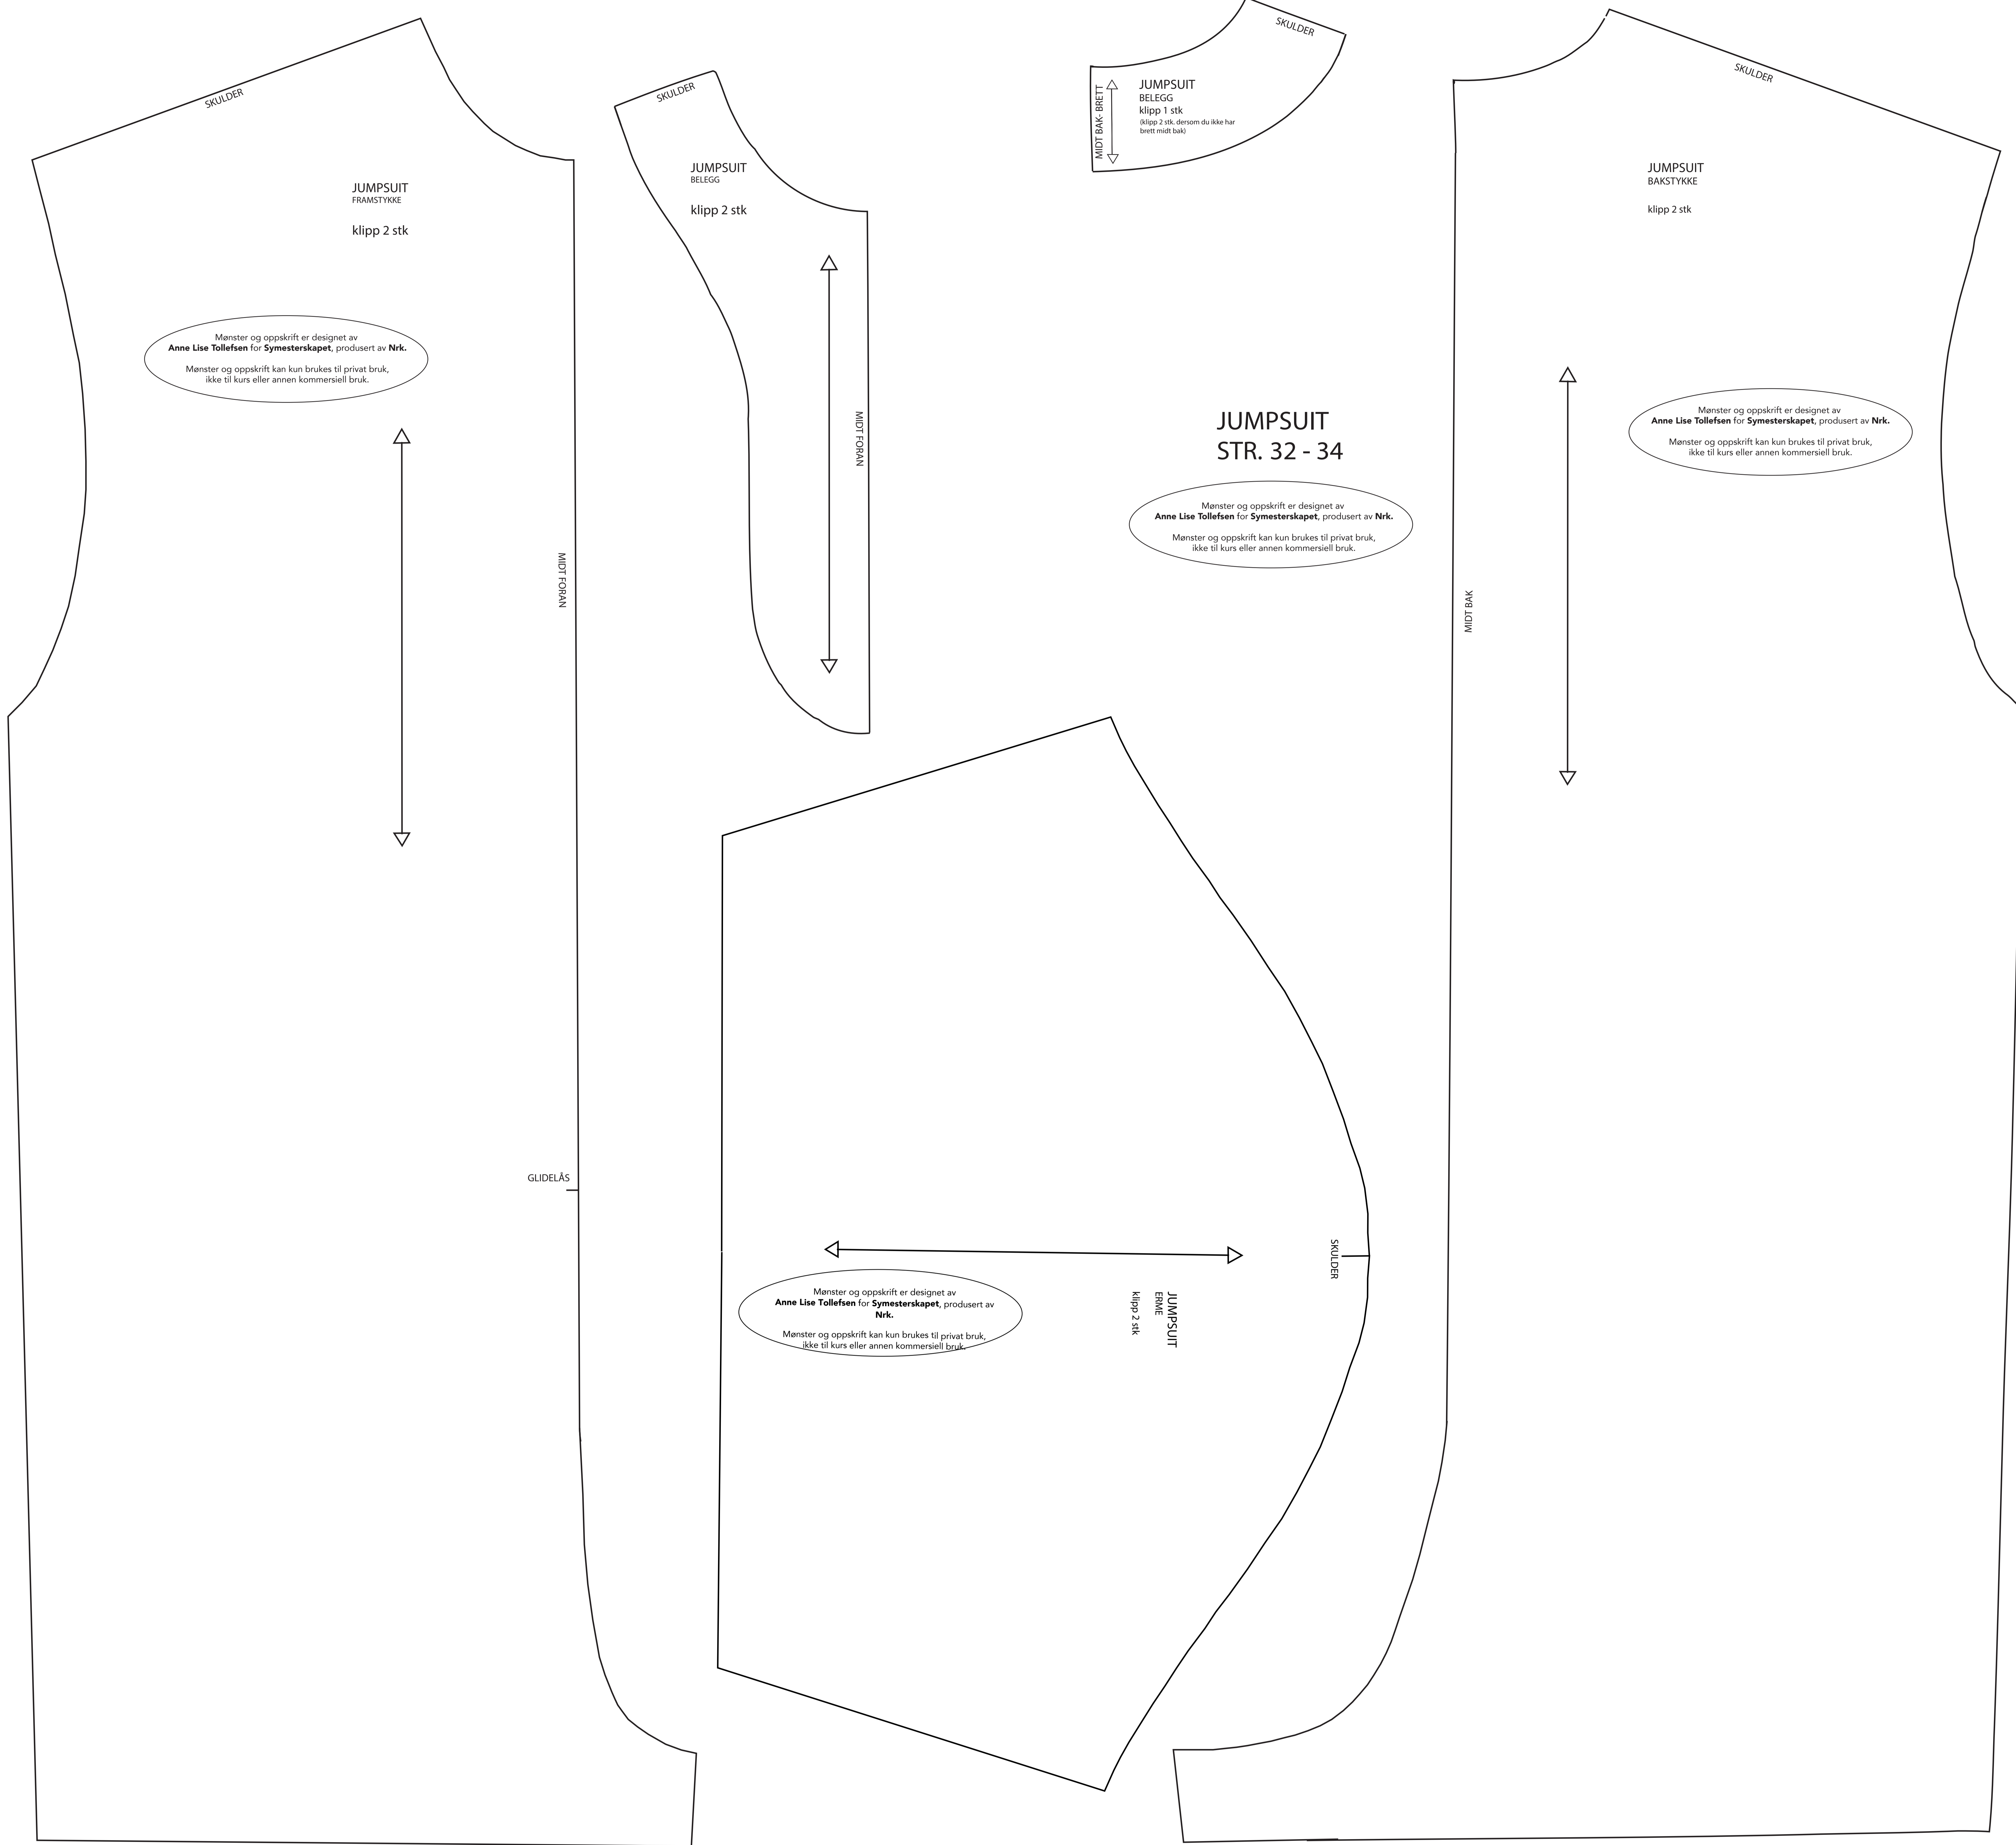 SKULDER
JUMPSUIT
FRAMSTYKKE
klipp 2 stk
Mønster og oppskrift er designet av
Anne Lise Tollefsen for Symesterskapet, produsert av Nrk.
Mønster og oppskrift kan kun brukes til privat bruk,
ikke til kurs eller annen kommersiell bruk.
MIDT FORAN
GLIDELÅS
SKULDER
JUMPSUIT
BELEGG
klipp 2 stk
MIDT FORAN
SKULDER
MIDT BAK- BRETT
JUMPSUIT
BELEGG
klipp 1 stk
(klipp 2 stk. dersom du ikke har
brett midt bak)
JUMPSUIT
STR. 32 - 34
Mønster og oppskrift er designet av
Anne Lise Tollefsen for Symesterskapet, produsert av Nrk.
Mønster og oppskrift kan kun brukes til privat bruk,
ikke til kurs eller annen kommersiell bruk.
SKULDER
Mønster og oppskrift er designet av
Anne Lise Tollefsen for Symesterskapet, produsert av
Nrk.
Mønster og oppskrift kan kun brukes til privat bruk,
ikke til kurs eller annen kommersiell bruk.
JUMPSUIT
ERME
klipp 2 stk
SKULDER
JUMPSUIT
BAKSTYKKE
klipp 2 stk
Mønster og oppskrift er designet av
Anne Lise Tollefsen for Symesterskapet, produsert av Nrk.
Mønster og oppskrift kan kun brukes til privat bruk,
ikke til kurs eller annen kommersiell bruk.
MIDT BAK